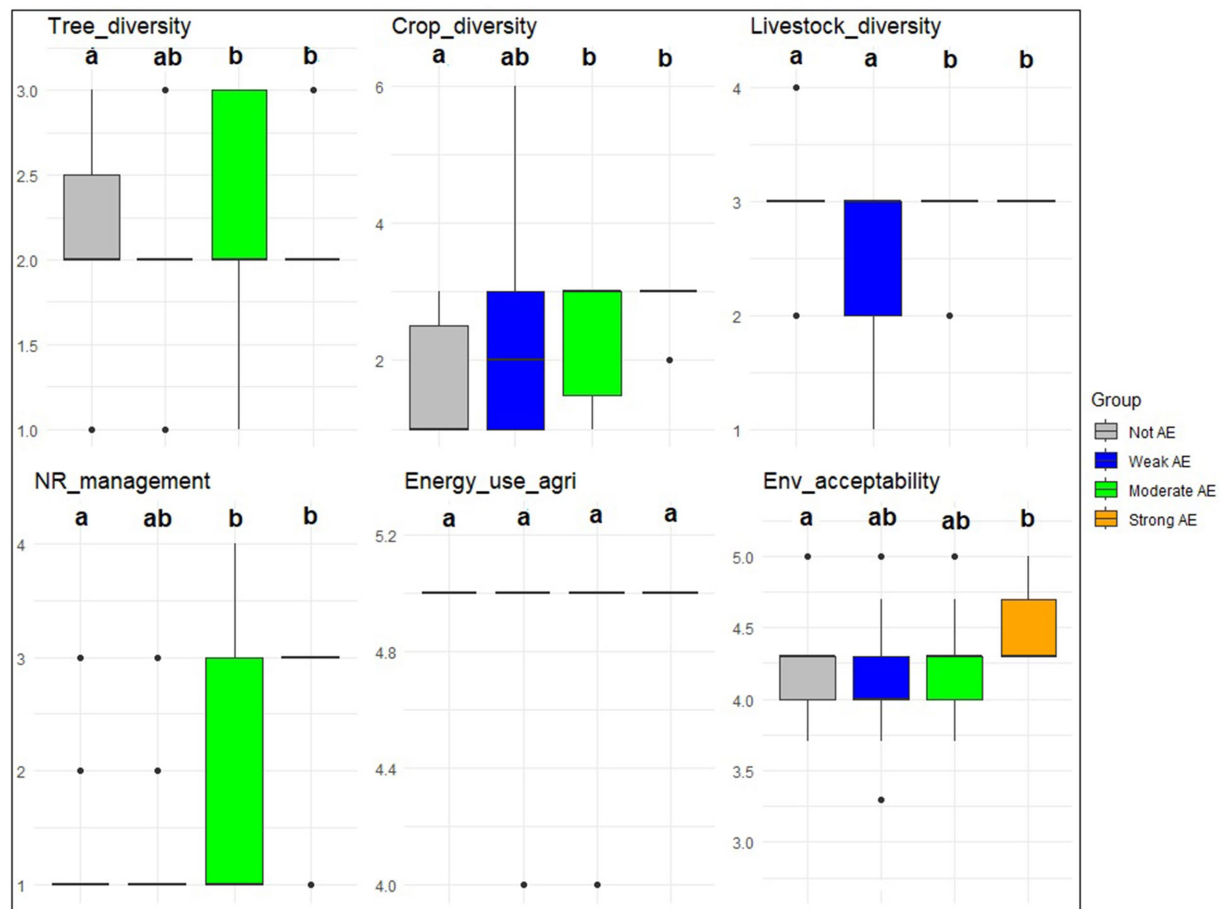 Tree_diversity
a ab b b
3.0
2.5
2.0
1.5
1.0
Crop_diversity
a ab b b
6
4
2
Livestock_diversity
a a b b
4
3
2
1
NR_management
a ab b b
4
3
2
1
Energy_use_agri
a a a a
5.2
4.8
4.4
4.0
Env_acceptability
a ab ab b
5.0
4.5
4.0
3.5
3.0
Group
Not AE
Weak AE
Moderate AE
Strong AE